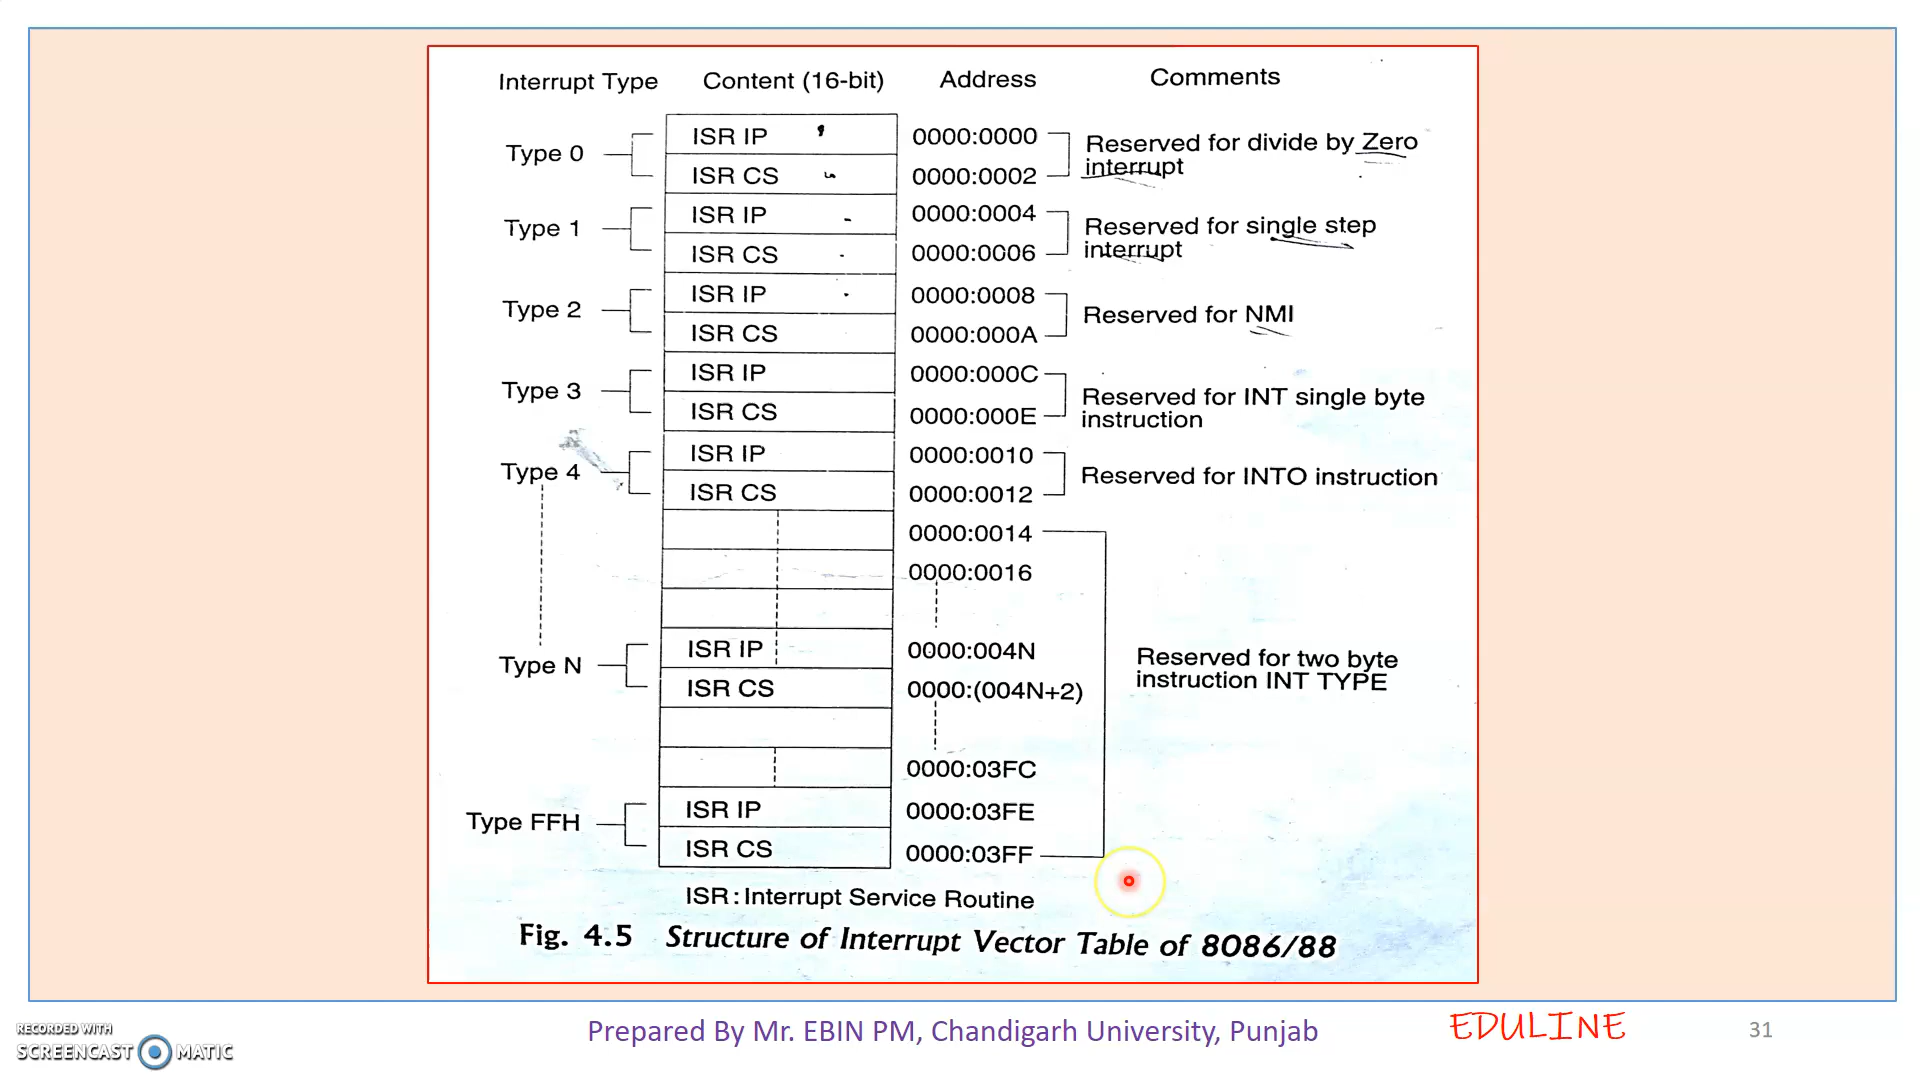 Interrupt Type Content (16-bit) Address Comments
Type 0 ISR IP 0000:0000 Reserved for divide by Zero
ISR CS 0000:0002 interrupt
Type 1 ISR IP 0000:0004 Reserved for single step
ISR CS 0000:0006 interrupt
Type 2 ISR IP 0000:0008 Reserved for NMI
ISR CS 0000:000A
Type 3 ISR IP 0000:000C Reserved for INT single byte
ISR CS 0000:000E instruction
Type 4 ISR IP 0000:0010 Reserved for INTO instruction
ISR CS 0000:0012
0000:0014
0000:0016
Type N ISR IP 0000:004N Reserved for two byte
ISR CS 0000:(004N+2) instruction INT TYPE
0000:03FC
Type FFH ISR IP 0000:03FE
ISR CS 0000:03FF
ISR : Interrupt Service Routine
Fig. 4.5 Structure of Interrupt Vector Table of 8086/88
RECORDED WITH
SCREENCAST MATIC
Prepared By Mr. EBIN PM, Chandigarh University, Punjab
EDULINE
31